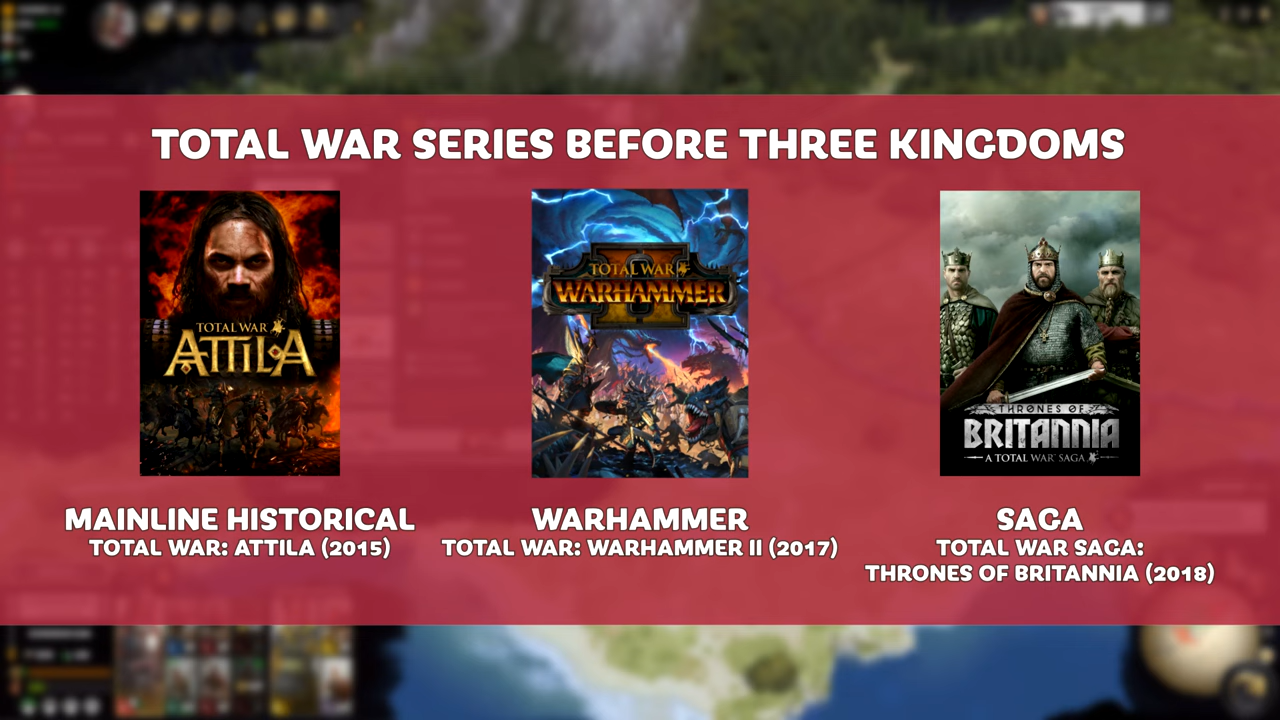 TOTAL WAR SERIES BEFORE THREE KINGDOMS
TOTAL WAR
ATTILA
TOTAL WAR
WARHAMMER
II
THRONES OF
BRITANNIA
A TOTAL WAR SAGA
MAINLINE HISTORICAL
TOTAL WAR: ATTILA (2015)
WARHAMMER
TOTAL WAR: WARHAMMER II (2017)
SAGA
TOTAL WAR SAGA:
THRONES OF BRITANNIA (2018)